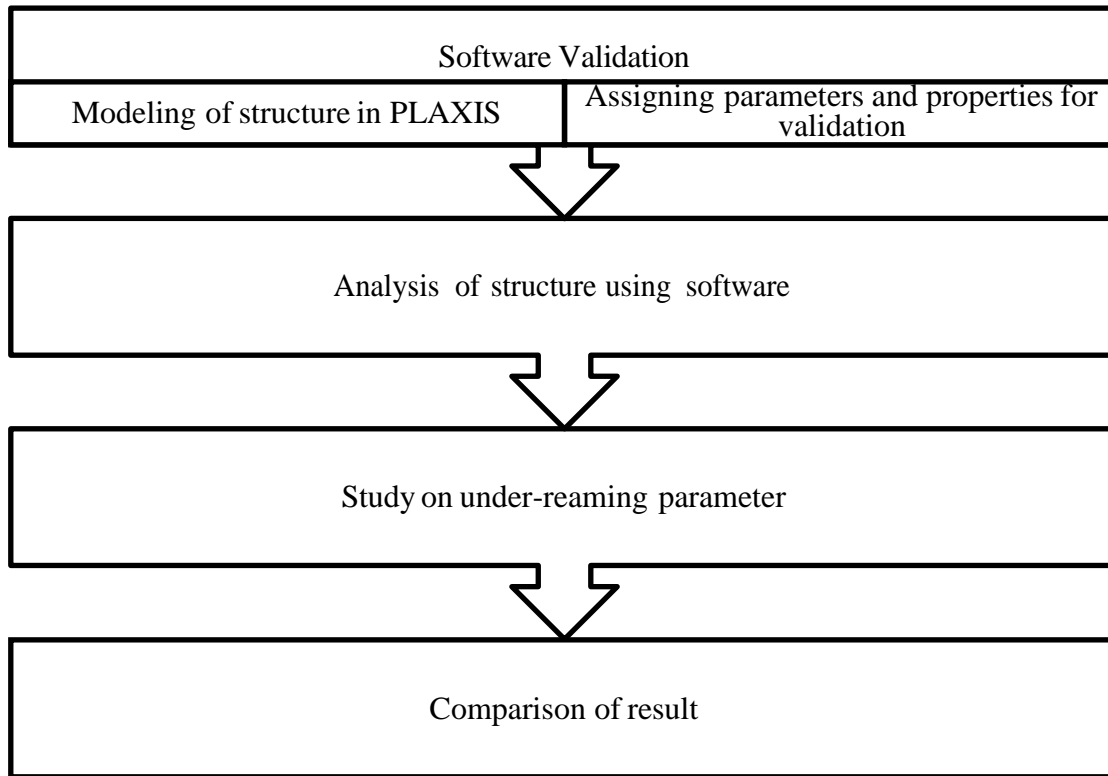 Software Validation
Modeling of structure in PLAXIS
Assigning parameters and properties for
validation
Analysis of structure using software
Study on under-reaming parameter
Comparison of result